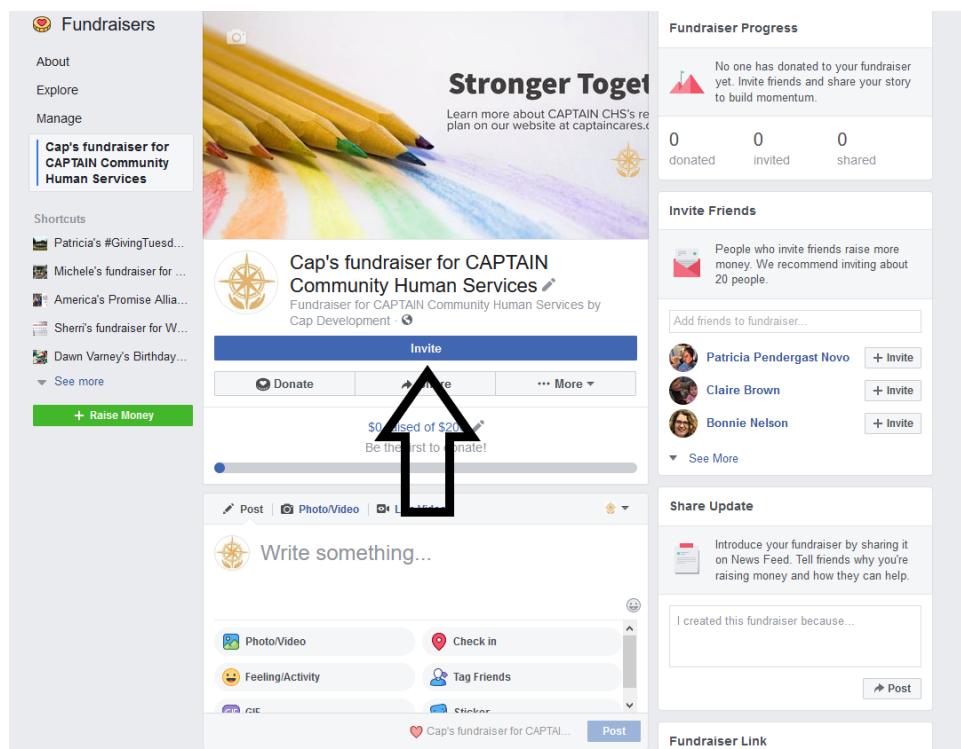 Fundraisers
About
Explore
Manage
Cap's fundraiser for
CAPTAIN Community
Human Services
Shortcuts
Patricia's #GivingTuesd...
Michele's fundraiser for ...
America's Promise Allia...
Sherri's fundraiser for W...
Dawn Varney's Birthday...
See more
+ Raise Money
Stronger Toget
Learn more about CAPTAIN CHS's re
plan on our website at captaincares.
Cap's fundraiser for CAPTAIN
Community Human Services
Fundraiser for CAPTAIN Community Human Services by
Cap Development ·
Invite
Donate
Share
More
$0 raised of $20
Be the first to donate!
Post
Photo/Video
Write something...
Photo/Video
Check in
Feeling/Activity
Tag Friends
GIF
Sticker
Cap's fundraiser for CAPTAI...
Post
Fundraiser Progress
No one has donated to your fundraiser
yet. Invite friends and share your story
to build momentum.
0 0 0
donated invited shared
Invite Friends
People who invite friends raise more
money. We recommend inviting about
20 people.
Add friends to fundraiser...
Patricia Pendergast Novo + Invite
Claire Brown + Invite
Bonnie Nelson + Invite
See More
Share Update
Introduce your fundraiser by sharing it
on News Feed. Tell friends why you're
raising money and how they can help.
I created this fundraiser because...
Post
Fundraiser Link